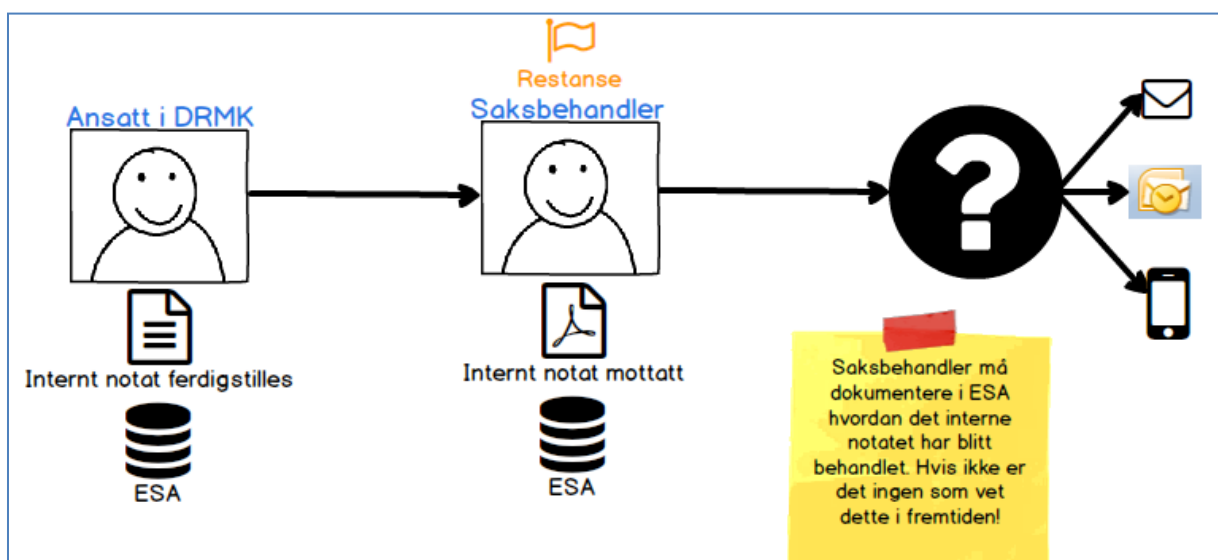 Restanse
Ansatt i DRMK
Saksbehandler
Internt notat ferdigstilles
Internt notat mottatt
ESA
ESA
Saksbehandler må
dokumentere i ESA
hvordan det interne
notatet har blitt
behandlet. Hvis ikke er
det ingen som vet
dette i fremtiden!